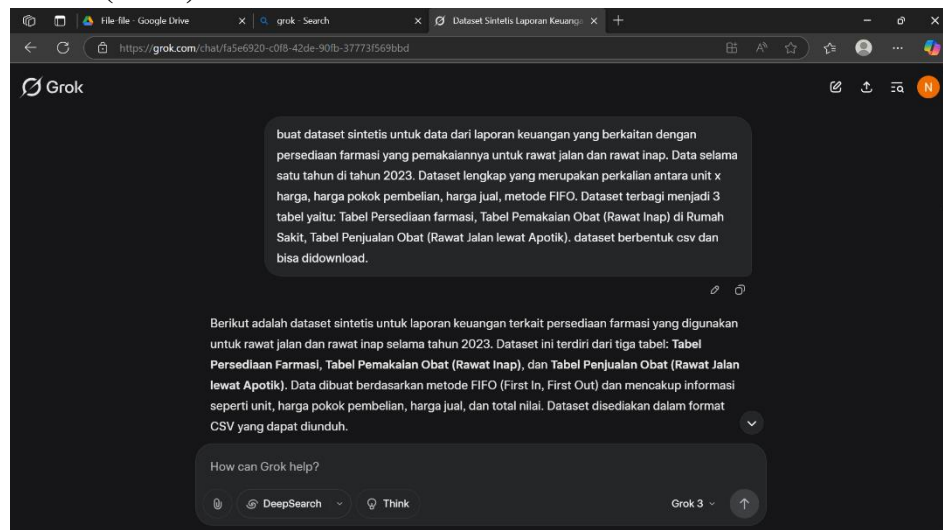 File-file - Google Drive
grok - Search
Dataset Sintetis Laporan Keuanga
https://grok.com/chat/fa5e6920-c0f8-42de-90fb-37773f569bbd
Grok
N
buat dataset sintetis untuk data dari laporan keuangan yang berkaitan dengan
persediaan farmasi yang pemakaiannya untuk rawat jalan dan rawat inap. Data selama
satu tahun di tahun 2023. Dataset lengkap yang merupakan perkalian antara unit x
harga, harga pokok pembelian, harga jual, metode FIFO. Dataset terbagi menjadi 3
tabel yaitu: Tabel Persediaan farmasi, Tabel Pemakaian Obat (Rawat Inap) di Rumah
Sakit, Tabel Penjualan Obat (Rawat Jalan lewat Apotik). dataset berbentuk csv dan
bisa didownload.
Berikut adalah dataset sintetis untuk laporan keuangan terkait persediaan farmasi yang digunakan
untuk rawat jalan dan rawat inap selama tahun 2023. Dataset ini terdiri dari tiga tabel: Tabel
Persediaan Farmasi, Tabel Pemakaian Obat (Rawat Inap), dan Tabel Penjualan Obat (Rawat Jalan
lewat Apotik). Data dibuat berdasarkan metode FIFO (First In, First Out) dan mencakup informasi
seperti unit, harga pokok pembelian, harga jual, dan total nilai. Dataset disediakan dalam format
CSV yang dapat diunduh.
How can Grok help?
DeepSearch
Think
Grok 3